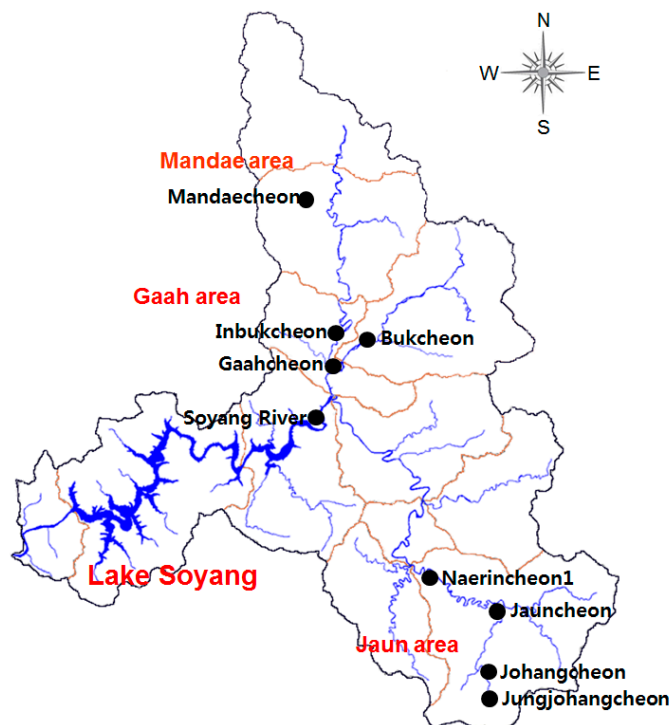 N
W E
S
Mandae area
Mandaecheon
Gaah area
Inbukcheon
Bukcheon
Gaahcheon
Soyang River
Lake Soyang
Naerincheon1
Jauncheon
Jaun area
Johangcheon
Jungjohangcheon